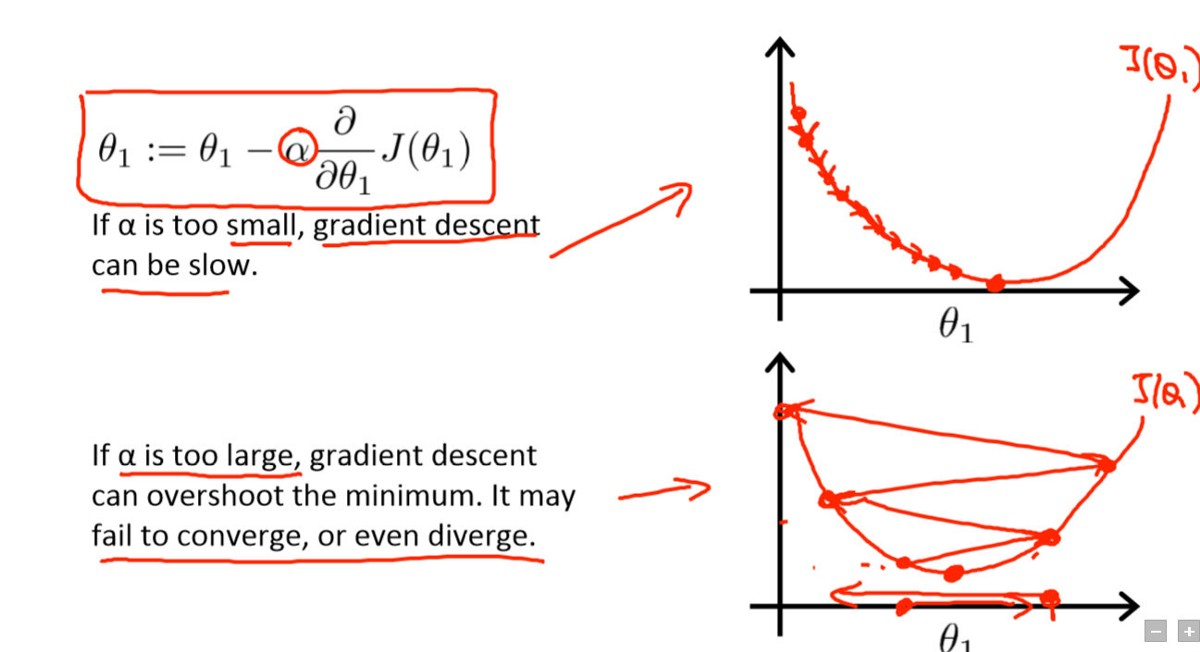 θ₁ := θ₁ − α ∂/∂θ₁ J(θ₁)
If α is too small, gradient descent
can be slow.
J(θ₁)
θ₁
If α is too large, gradient descent
can overshoot the minimum. It may
fail to converge, or even diverge.
J(θ₁)
θ₁